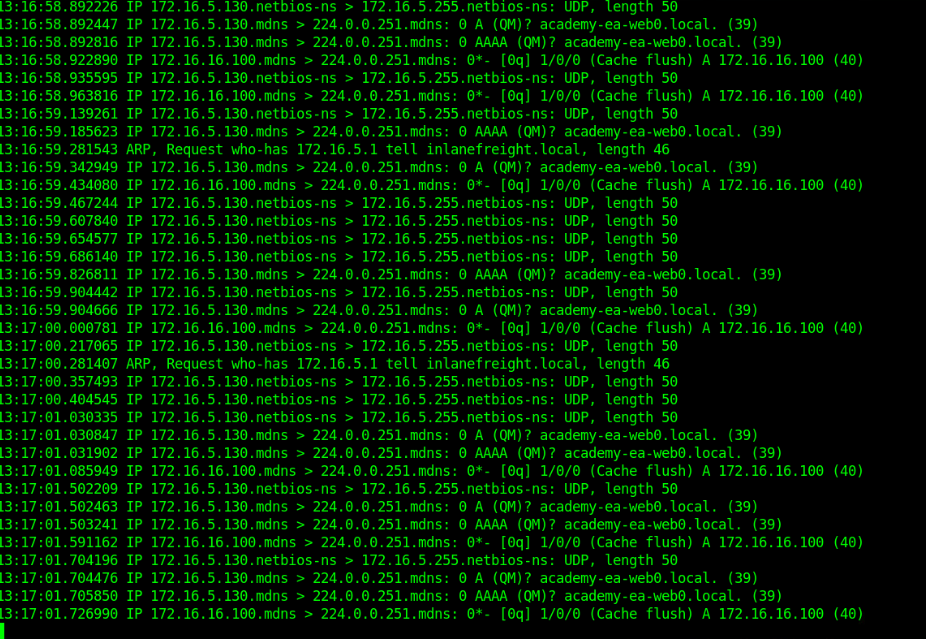 13:16:58.892226 IP 172.16.5.130.netbios-ns > 172.16.5.255.netbios-ns: UDP, length 50
13:16:58.892447 IP 172.16.5.130.mdns > 224.0.0.251.mdns: 0 A (QM)? academy-ea-web0.local. (39)
13:16:58.892816 IP 172.16.5.130.mdns > 224.0.0.251.mdns: 0 AAAA (QM)? academy-ea-web0.local. (39)
13:16:58.922890 IP 172.16.16.100.mdns > 224.0.0.251.mdns: 0*- [0q] 1/0/0 (Cache flush) A 172.16.16.100 (40)
13:16:58.935595 IP 172.16.5.130.netbios-ns > 172.16.5.255.netbios-ns: UDP, length 50
13:16:58.963816 IP 172.16.16.100.mdns > 224.0.0.251.mdns: 0*- [0q] 1/0/0 (Cache flush) A 172.16.16.100 (40)
13:16:59.139261 IP 172.16.5.130.netbios-ns > 172.16.5.255.netbios-ns: UDP, length 50
13:16:59.185623 IP 172.16.5.130.mdns > 224.0.0.251.mdns: 0 AAAA (QM)? academy-ea-web0.local. (39)
13:16:59.281543 ARP, Request who-has 172.16.5.1 tell inlanefreight.local, length 46
13:16:59.342949 IP 172.16.5.130.mdns > 224.0.0.251.mdns: 0 A (QM)? academy-ea-web0.local. (39)
13:16:59.434080 IP 172.16.16.100.mdns > 224.0.0.251.mdns: 0*- [0q] 1/0/0 (Cache flush) A 172.16.16.100 (40)
13:16:59.467244 IP 172.16.5.130.netbios-ns > 172.16.5.255.netbios-ns: UDP, length 50
13:16:59.607840 IP 172.16.5.130.netbios-ns > 172.16.5.255.netbios-ns: UDP, length 50
13:16:59.654577 IP 172.16.5.130.netbios-ns > 172.16.5.255.netbios-ns: UDP, length 50
13:16:59.686140 IP 172.16.5.130.netbios-ns > 172.16.5.255.netbios-ns: UDP, length 50
13:16:59.826811 IP 172.16.5.130.mdns > 224.0.0.251.mdns: 0 AAAA (QM)? academy-ea-web0.local. (39)
13:16:59.904442 IP 172.16.5.130.netbios-ns > 172.16.5.255.netbios-ns: UDP, length 50
13:16:59.904666 IP 172.16.5.130.mdns > 224.0.0.251.mdns: 0 A (QM)? academy-ea-web0.local. (39)
13:17:00.000781 IP 172.16.16.100.mdns > 224.0.0.251.mdns: 0*- [0q] 1/0/0 (Cache flush) A 172.16.16.100 (40)
13:17:00.217065 IP 172.16.5.130.netbios-ns > 172.16.5.255.netbios-ns: UDP, length 50
13:17:00.281407 ARP, Request who-has 172.16.5.1 tell inlanefreight.local, length 46
13:17:00.357493 IP 172.16.5.130.netbios-ns > 172.16.5.255.netbios-ns: UDP, length 50
13:17:00.404545 IP 172.16.5.130.netbios-ns > 172.16.5.255.netbios-ns: UDP, length 50
13:17:01.030335 IP 172.16.5.130.netbios-ns > 172.16.5.255.netbios-ns: UDP, length 50
13:17:01.030847 IP 172.16.5.130.mdns > 224.0.0.251.mdns: 0 A (QM)? academy-ea-web0.local. (39)
13:17:01.031902 IP 172.16.5.130.mdns > 224.0.0.251.mdns: 0 AAAA (QM)? academy-ea-web0.local. (39)
13:17:01.085949 IP 172.16.16.100.mdns > 224.0.0.251.mdns: 0*- [0q] 1/0/0 (Cache flush) A 172.16.16.100 (40)
13:17:01.502209 IP 172.16.5.130.netbios-ns > 172.16.5.255.netbios-ns: UDP, length 50
13:17:01.502463 IP 172.16.5.130.mdns > 224.0.0.251.mdns: 0 A (QM)? academy-ea-web0.local. (39)
13:17:01.503241 IP 172.16.5.130.mdns > 224.0.0.251.mdns: 0 AAAA (QM)? academy-ea-web0.local. (39)
13:17:01.591162 IP 172.16.16.100.mdns > 224.0.0.251.mdns: 0*- [0q] 1/0/0 (Cache flush) A 172.16.16.100 (40)
13:17:01.704196 IP 172.16.5.130.netbios-ns > 172.16.5.255.netbios-ns: UDP, length 50
13:17:01.704476 IP 172.16.5.130.mdns > 224.0.0.251.mdns: 0 A (QM)? academy-ea-web0.local. (39)
13:17:01.705850 IP 172.16.5.130.mdns > 224.0.0.251.mdns: 0 AAAA (QM)? academy-ea-web0.local. (39)
13:17:01.726990 IP 172.16.16.100.mdns > 224.0.0.251.mdns: 0*- [0q] 1/0/0 (Cache flush) A 172.16.16.100 (40)